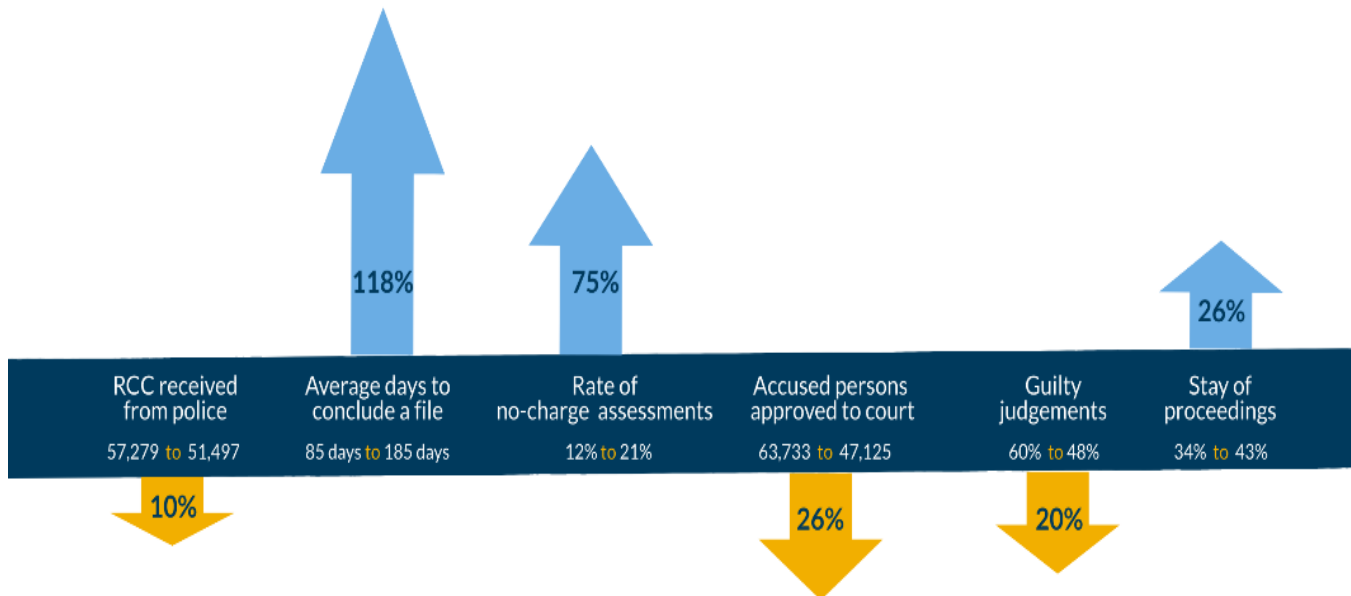 118%
75%
26%
RCC received
from police
57,279 to 51,497
Average days to
conclude a file
85 days to 185 days
Rate of
no-charge assessments
12% to 21%
Accused persons
approved to court
63,733 to 47,125
Guilty
judgements
60% to 48%
Stay of
proceedings
34% to 43%
10%
26%
20%